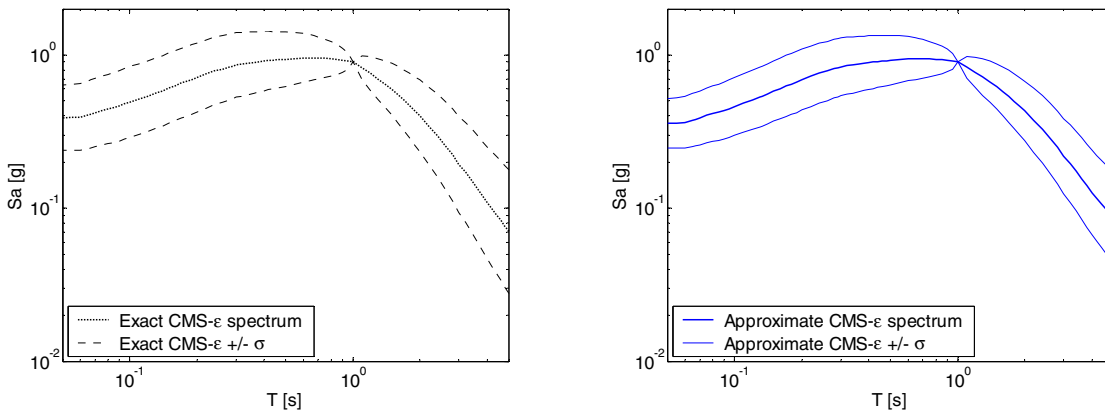 10^0
10^-1
10^-2
Sa [g]
Exact CMS-ε spectrum
Exact CMS-ε +/- σ
10^-1
10^0
T [s]
10^0
10^-1
10^-2
Sa [g]
Approximate CMS-ε spectrum
Approximate CMS-ε +/- σ
10^-1
10^0
T [s]